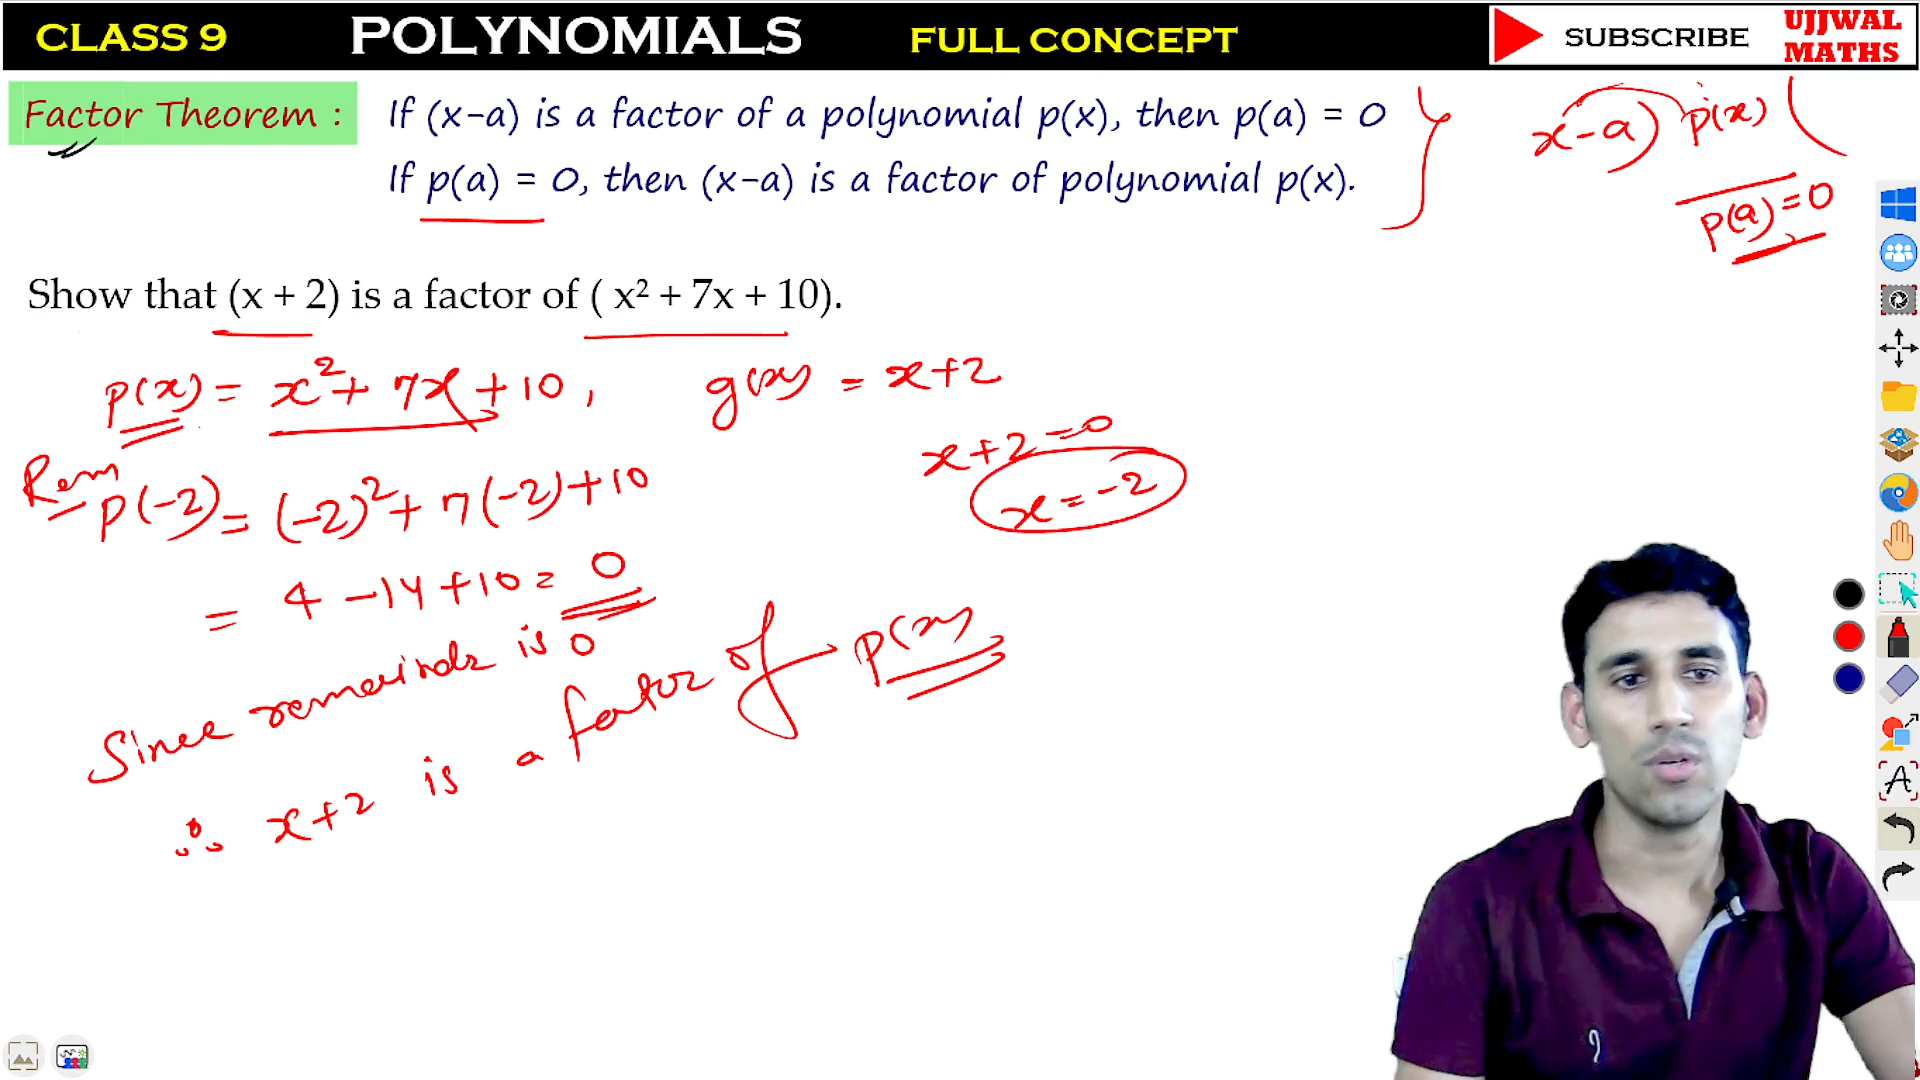 CLASS 9 POLYNOMIALS FULL CONCEPT SUBSCRIBE UJJWAL MATHS
Factor Theorem : If (x-a) is a factor of a polynomial p(x), then p(a) = 0
If p(a) = 0, then (x-a) is a factor of polynomial p(x).
x-a) p(x) (
p(a)=0
Show that (x + 2) is a factor of ( x² + 7x + 10).
p(x) = x² + 7x + 10, g(x) = x+2
x+2=0
x = -2
Rem p(-2) = (-2)² + 7(-2)+10
= 4 -14 +10 = 0
Since remainder is 0
∴ x+2 is a factor of p(x)